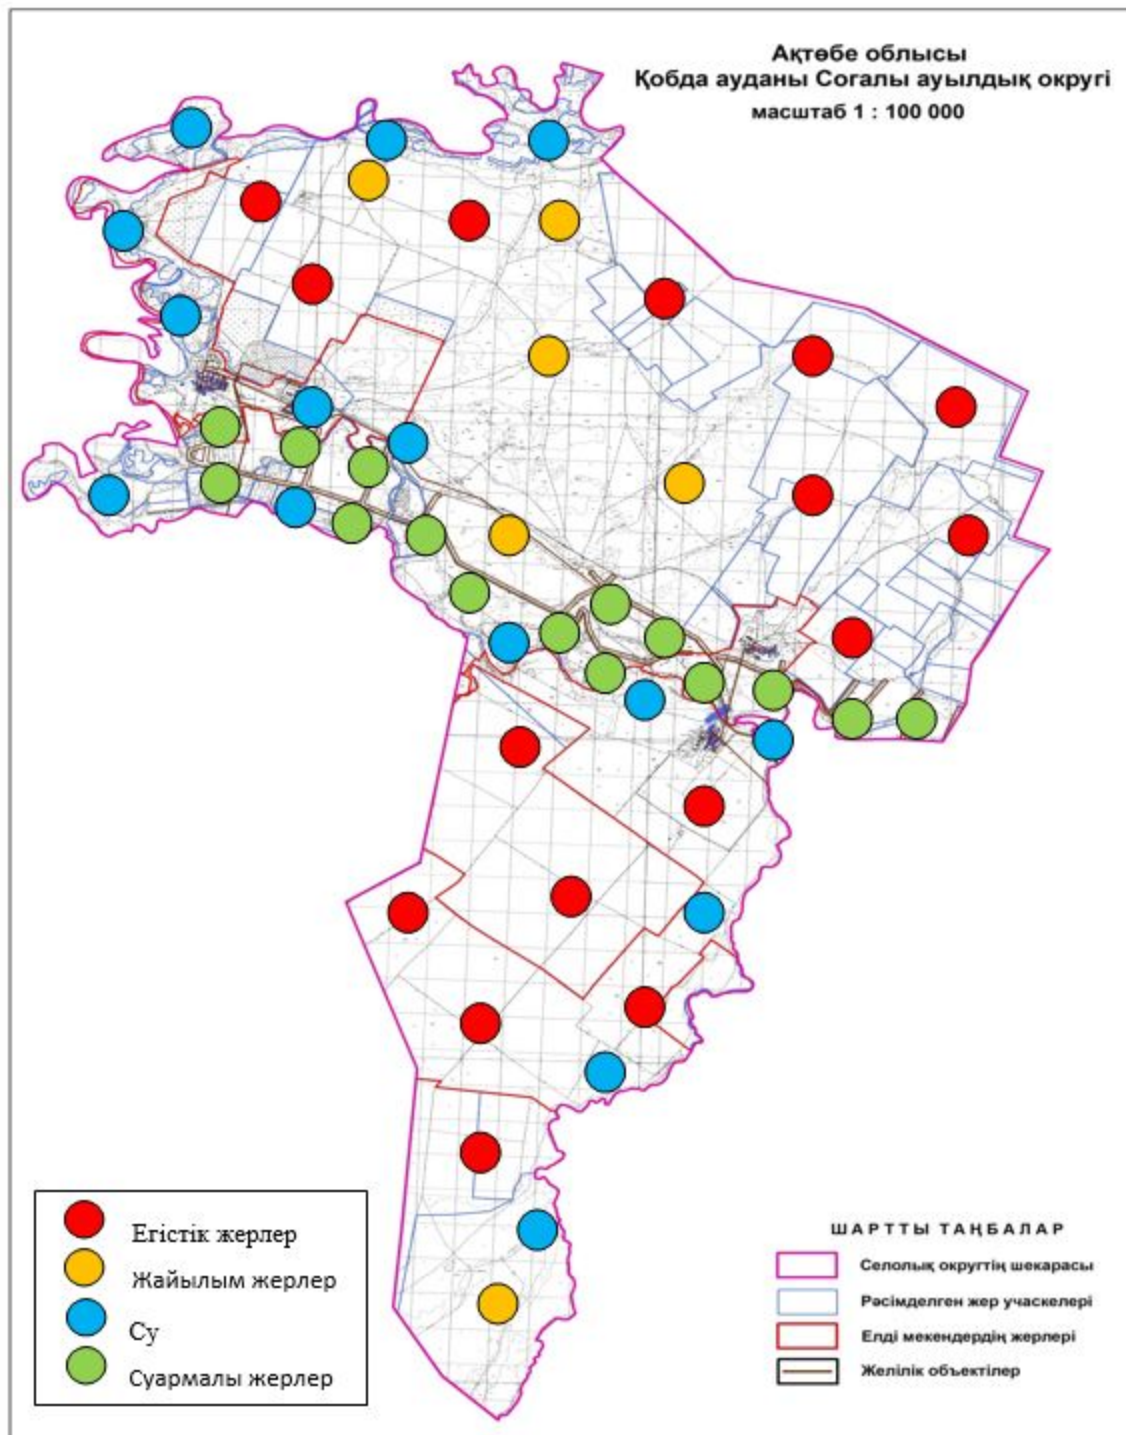 Ақтөбе облысы
Қобда ауданы Согалы ауылдық округі
масштаб 1 : 100 000
Егістік жерлер
Жайылым жерлер
Су
Суармалы жерлер
ШАРТТЫ ТАҢБАЛАР
Селолық округтің шекарасы
Рәсімделген жер учаскелері
Елді мекендердің жерлері
Желілік объектілер